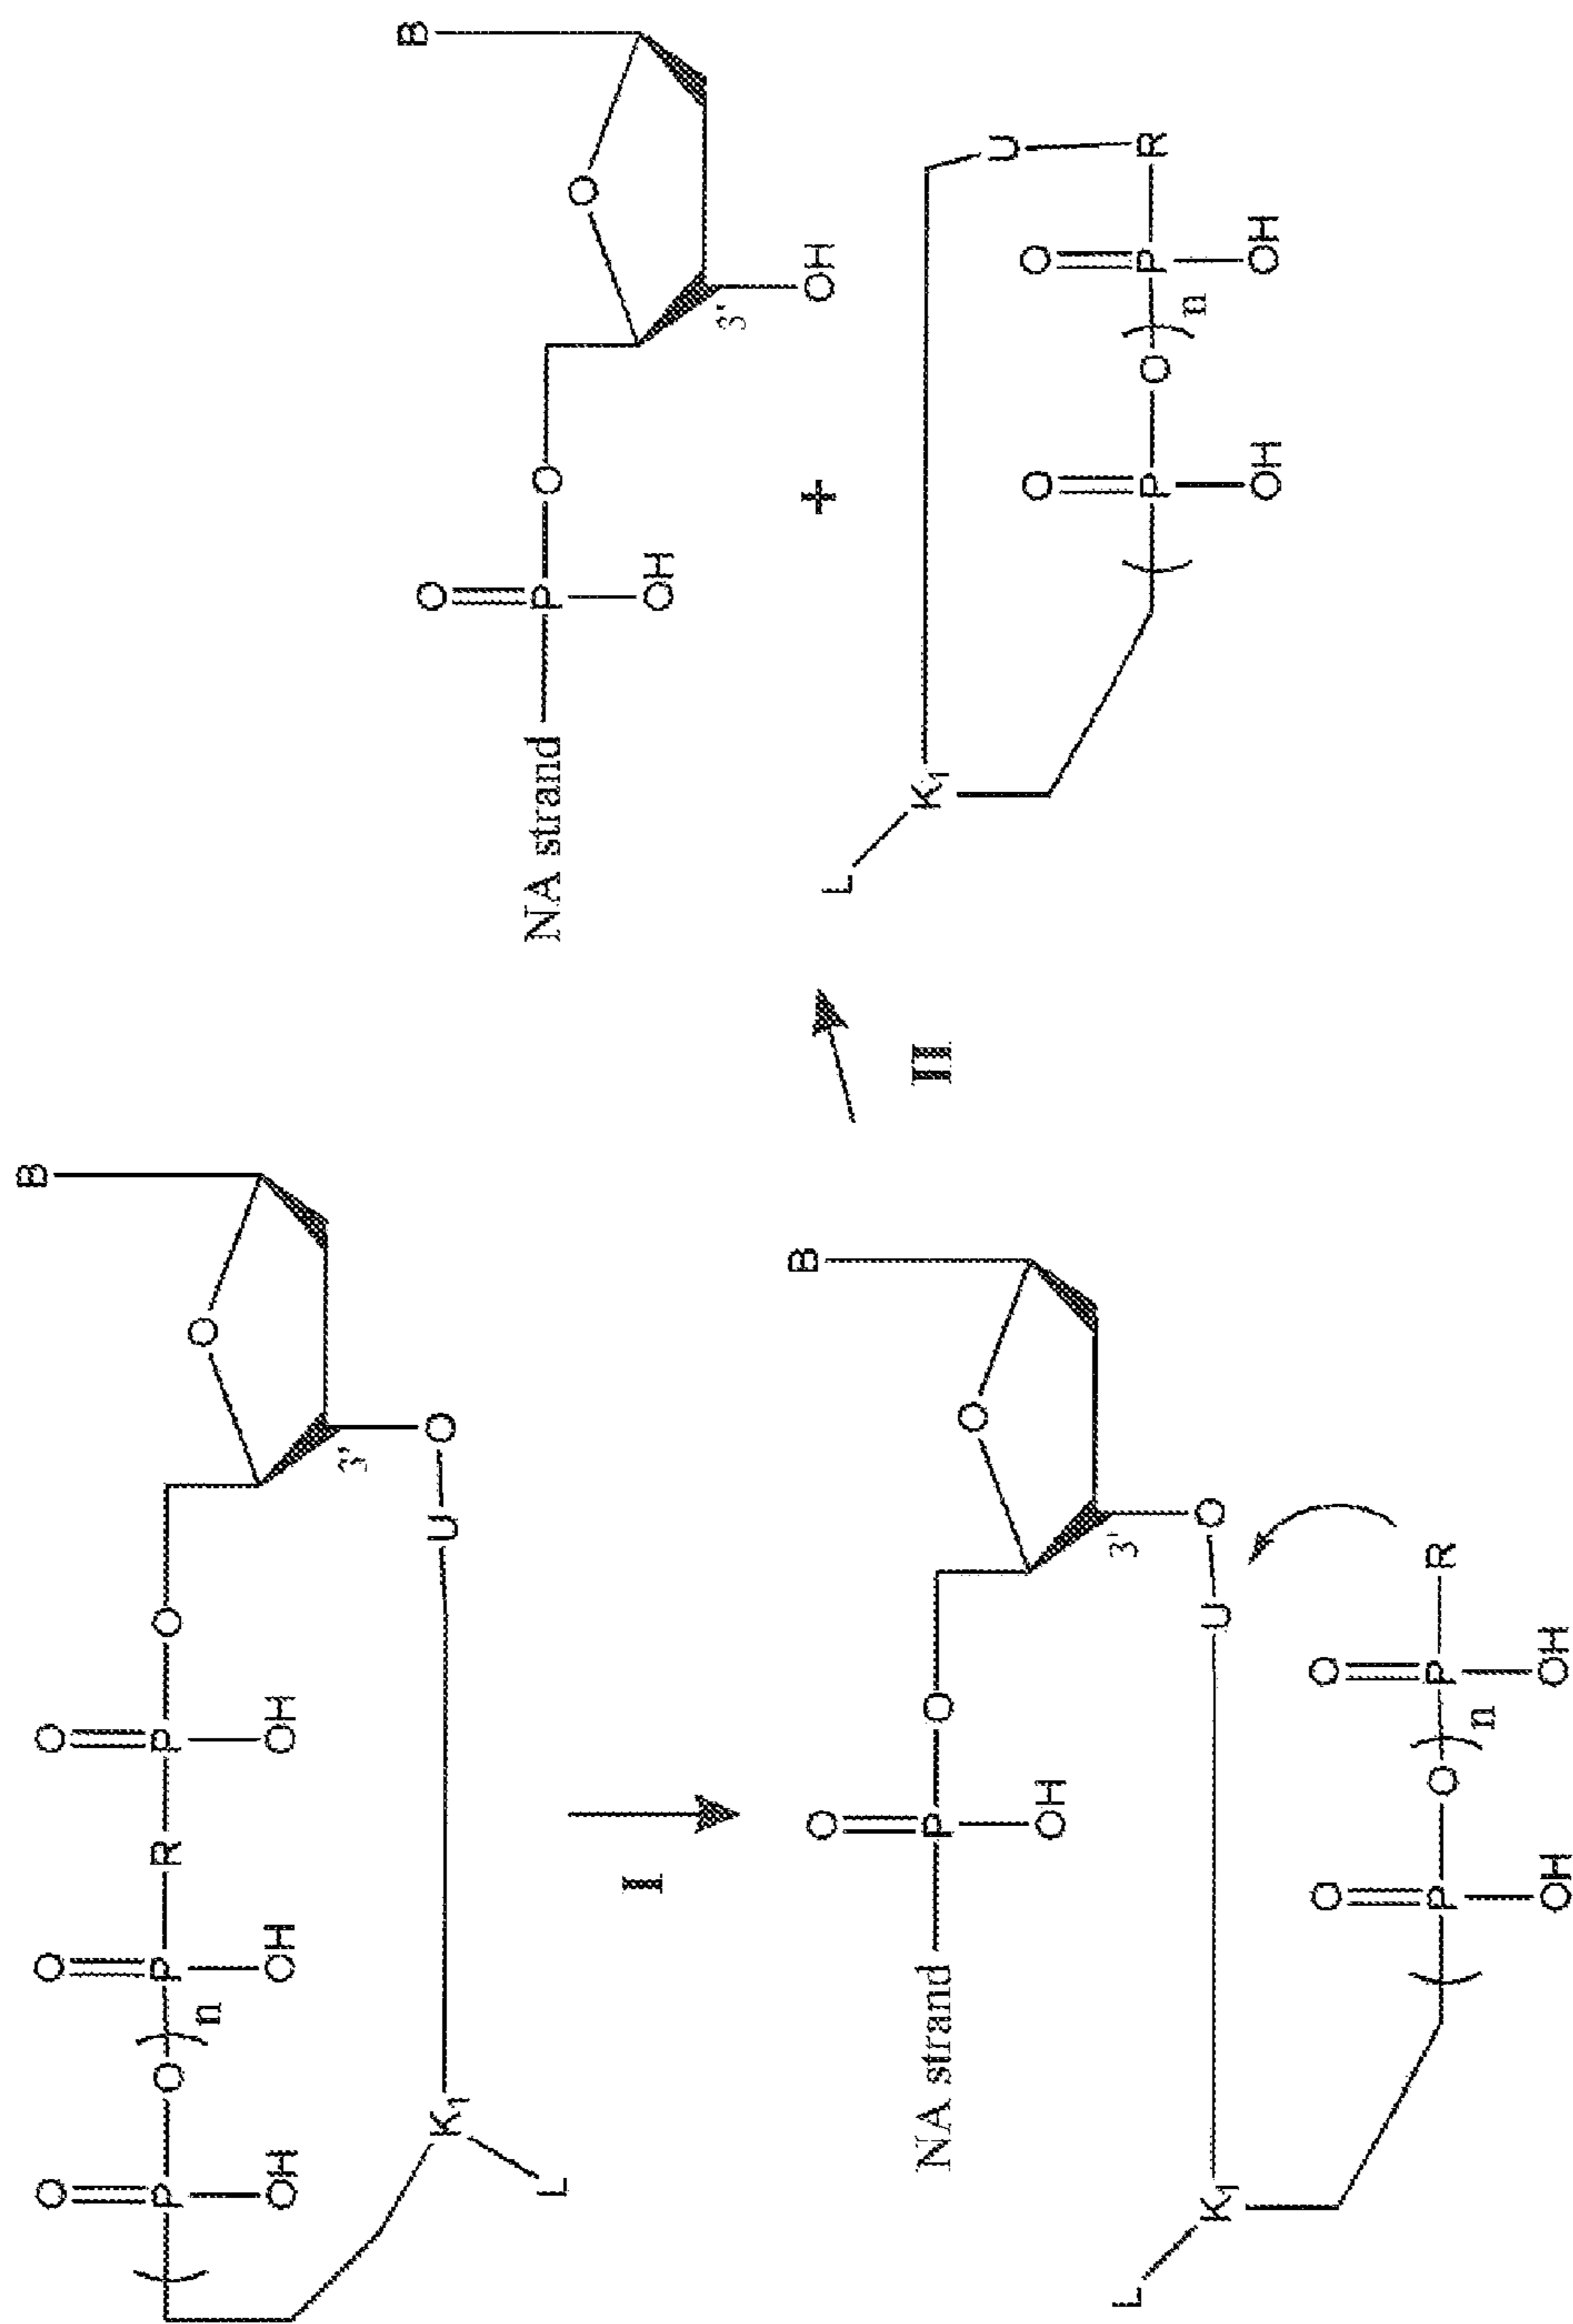 B
O O O
P O P R P O
O
n
OH OH OH
3'
K₁ U O
L
I
B
O
NA strand P O
O
OH
3'
L
K₁ U O
O O
P O P R
n
OH OH
II
B
O
NA strand P O
O
OH
3'
OH
+
L
K₁
U
O O
P O P R
n
OH OH